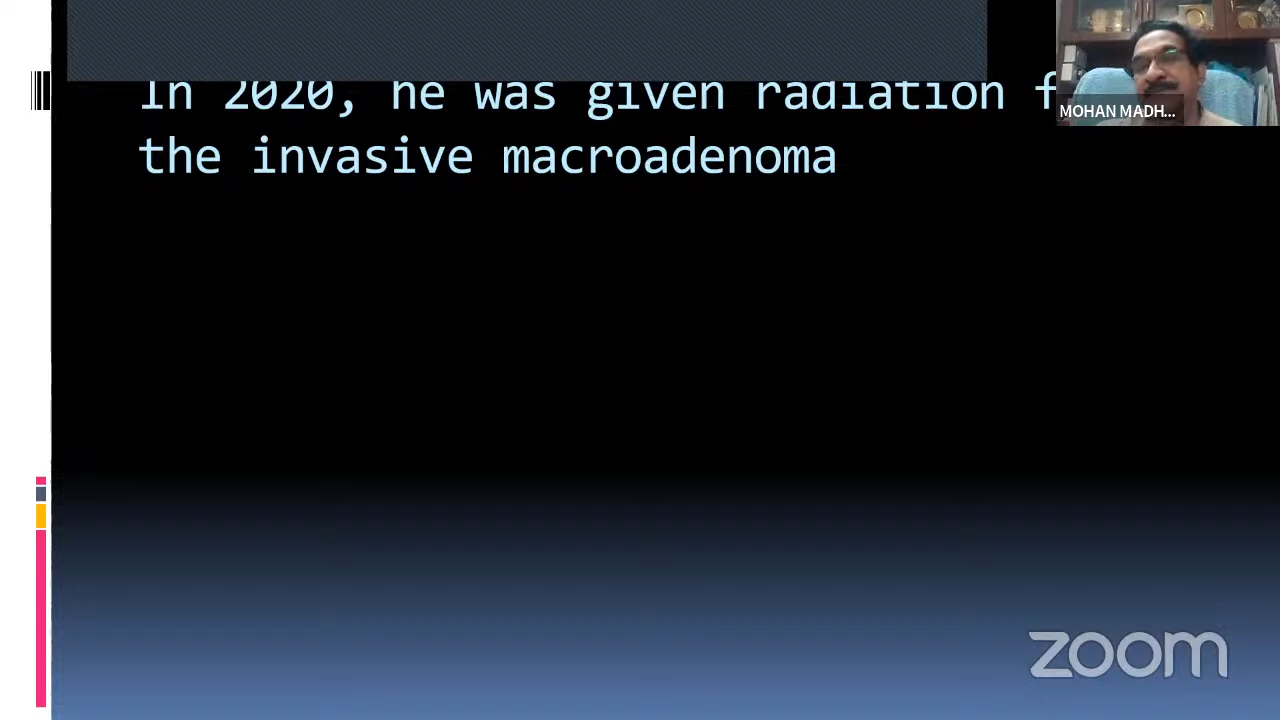 In 2020, he was given radiation
the invasive macroadenoma
MOHAN MADH...
zoom